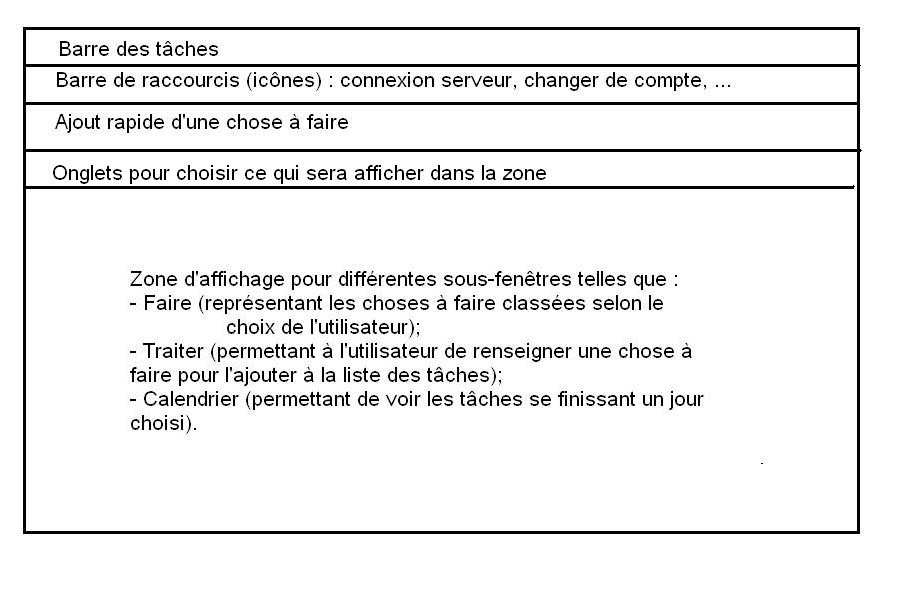 Barre des tâches
Barre de raccourcis (icônes) : connexion serveur, changer de compte, ...
Ajout rapide d'une chose à faire
Onglets pour choisir ce qui sera afficher dans la zone
Zone d'affichage pour différentes sous-fenêtres telles que :
- Faire (représentant les choses à faire classées selon le
choix de l'utilisateur);
- Traiter (permettant à l'utilisateur de renseigner une chose à
faire pour l'ajouter à la liste des tâches);
- Calendrier (permettant de voir les tâches se finissant un jour
choisi).